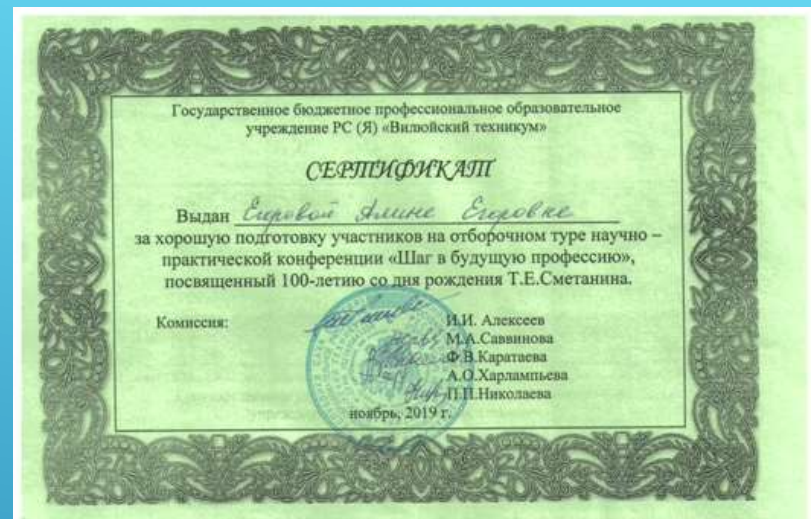 Государственное бюджетное профессиональное образовательное
учреждение РС (Я) «Вилюйский техникум»
СЕРТИФИКАТ
Выдан Егоровой Алине Егоровне
за хорошую подготовку участников на отборочном туре научно –
практической конференции «Шаг в будущую профессию»,
посвященный 100-летию со дня рождения Т.Е.Сметанина.
Комиссия:
И.И. Алексеев
М.А.Саввинова
Ф.В.Каратаева
А.О.Харлампьева
П.П.Николаева
ноябрь, 2019 г.